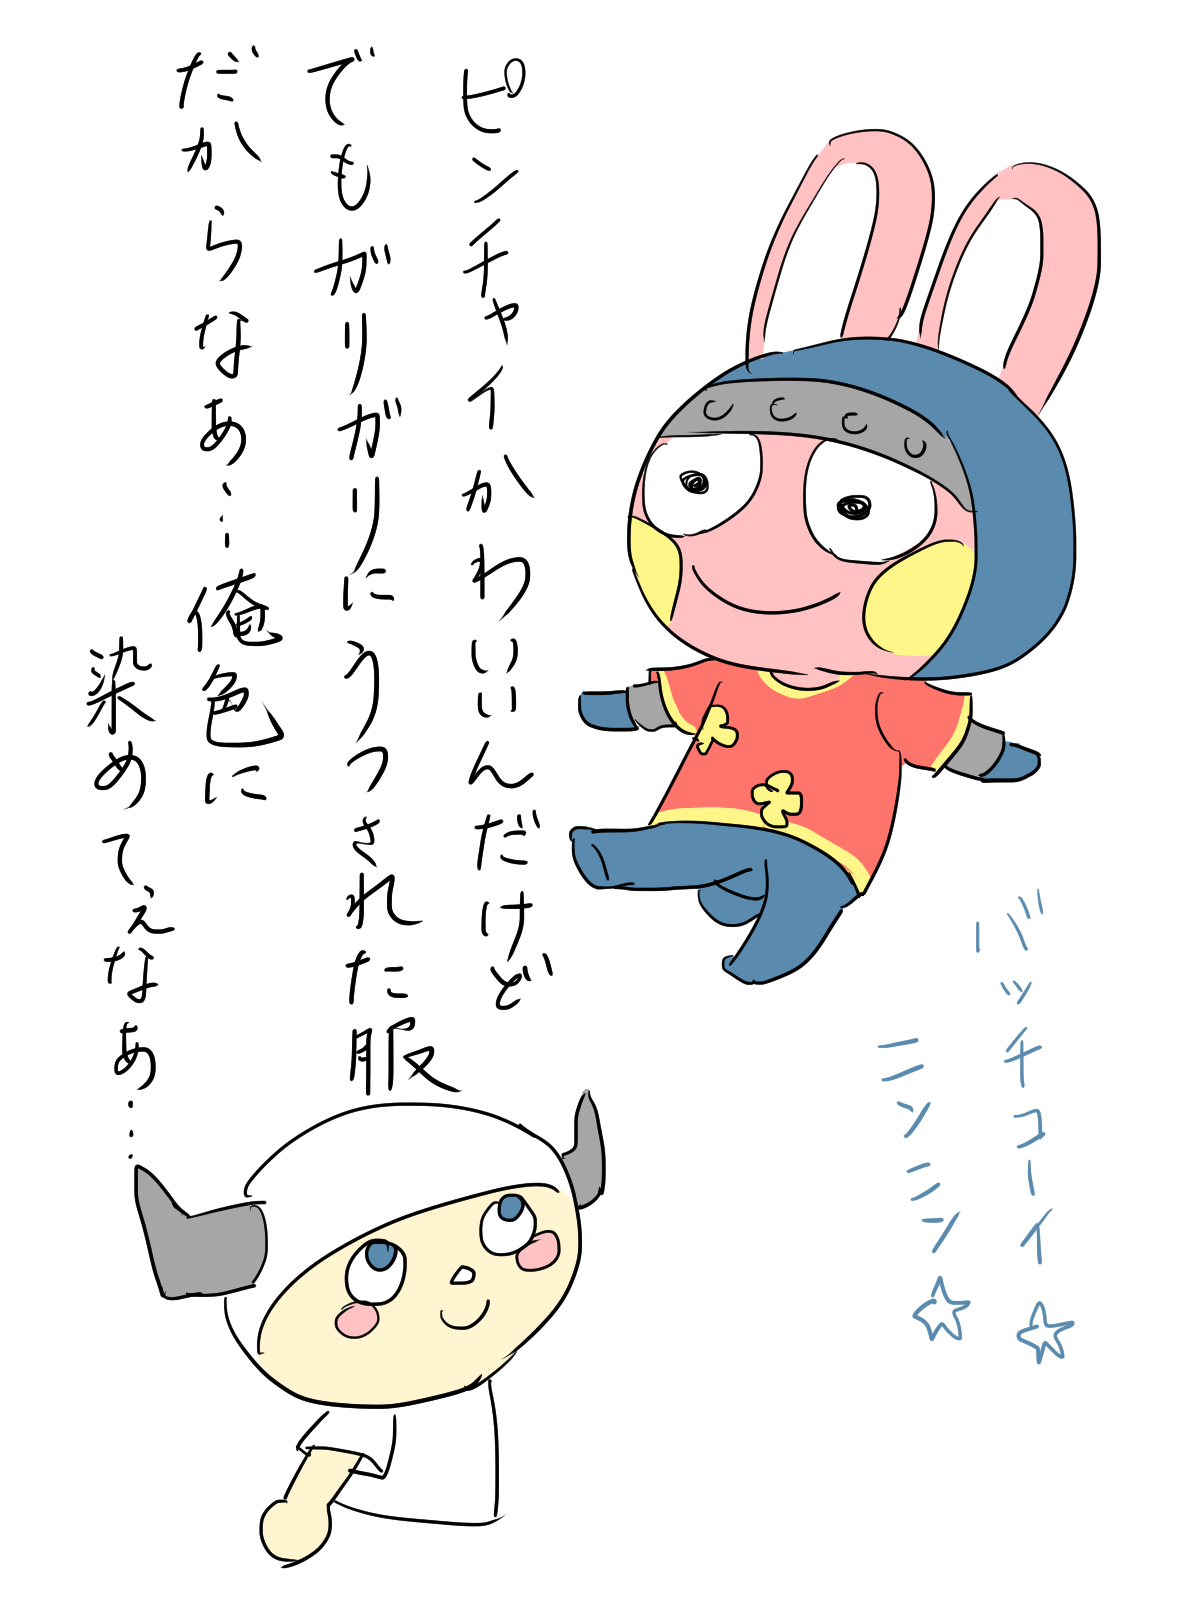 ピンチャイかわいいんだけど
でもガリガリにうつされた服
だからなぁ…俺色に
染めてぇなぁ…
バッチコーイ☆
ニンニン☆